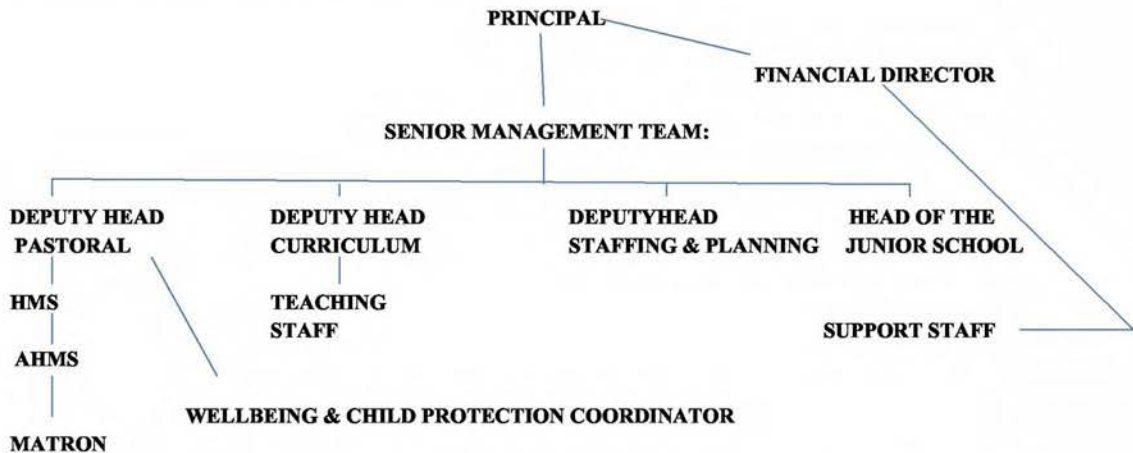 PRINCIPAL
FINANCIAL DIRECTOR
SENIOR MANAGEMENT TEAM:
DEPUTY HEAD
PASTORAL
DEPUTY HEAD
CURRICULUM
DEPUTYHEAD
STAFFING & PLANNING
HEAD OF THE
JUNIOR SCHOOL
HMS
TEACHING
STAFF
SUPPORT STAFF
AHMS
WELLBEING & CHILD PROTECTION COORDINATOR
MATRON